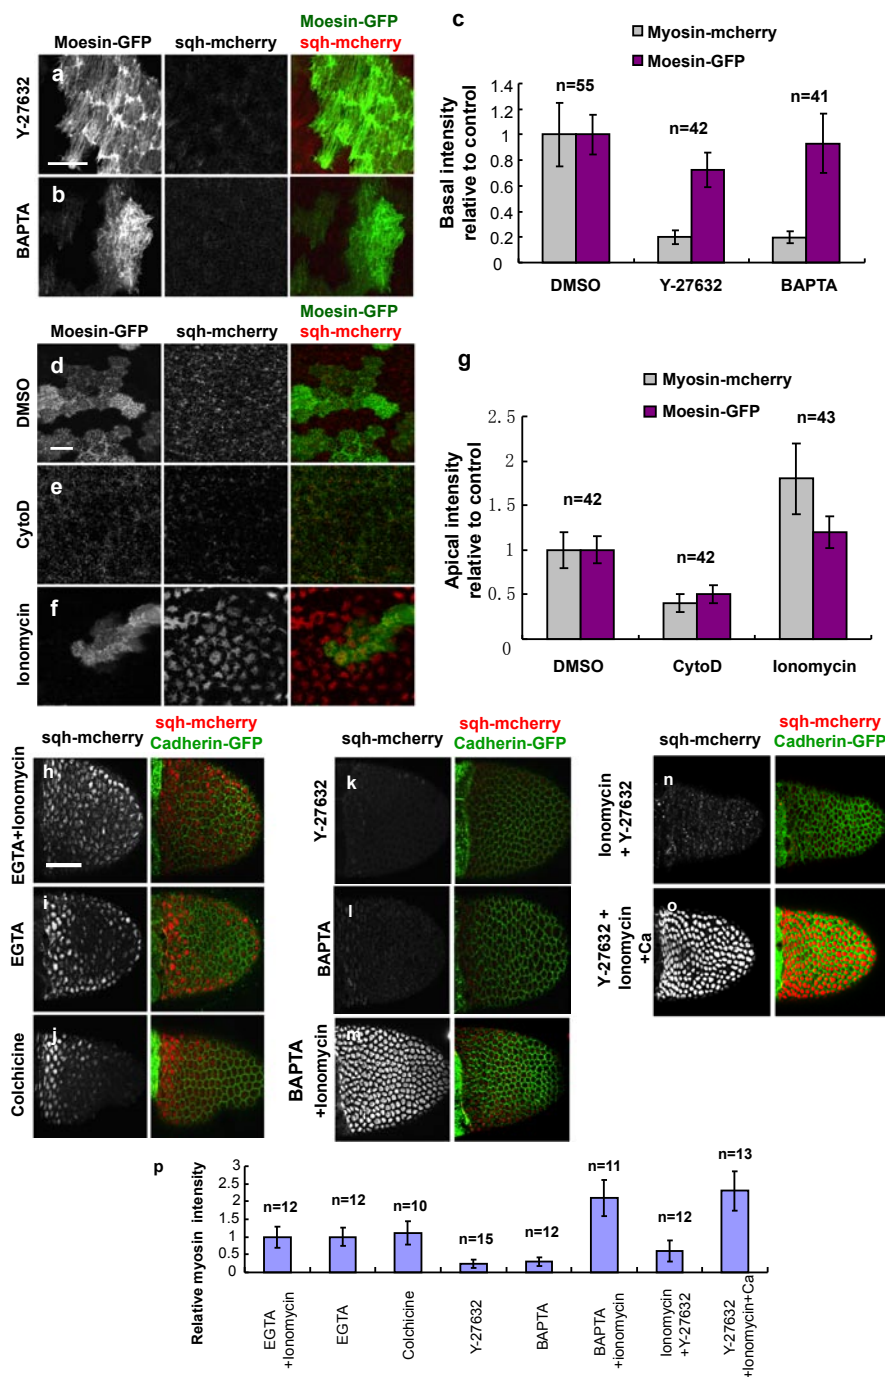 Moesin-GFP
Moesin-GFP sqh-mcherry sqh-mcherry
Y-27632
a
BAPTA
b
c
Myosin-mcherry
Moesin-GFP
Basal intensity
relative to control
1.4
1.2
1
0.8
0.6
0.4
0.2
0
n=55
n=42
n=41
DMSO Y-27632 BAPTA
Moesin-GFP
Moesin-GFP sqh-mcherry sqh-mcherry
DMSO
d
CytoD
e
Ionomycin
f
g
Myosin-mcherry
Moesin-GFP
Apical intensity
relative to control
2.5
2
1.5
1
0.5
0
n=42
n=42
n=43
DMSO CytoD Ionomycin
sqh-mcherry
sqh-mcherry Cadherin-GFP
EGTA+Ionomycin
h
EGTA
i
Colchicine
j
sqh-mcherry
sqh-mcherry Cadherin-GFP
Y-27632
k
BAPTA
l
BAPTA
+Ionomycin
m
sqh-mcherry
sqh-mcherry Cadherin-GFP
Ionomycin
+ Y-27632
n
Y-27632 +
Ionomycin
+Ca
o
p
Relative myosin intensity
3
2.5
2
1.5
1
0.5
0
n=12
n=12
n=10
n=15
n=12
n=11
n=12
n=13
EGTA
+Ionomycin
EGTA
Colchicine
Y-27632
BAPTA
BAPTA
+ionomycin
Ionomycin
+Y-27632
Y-27632
+Ionomycin+Ca